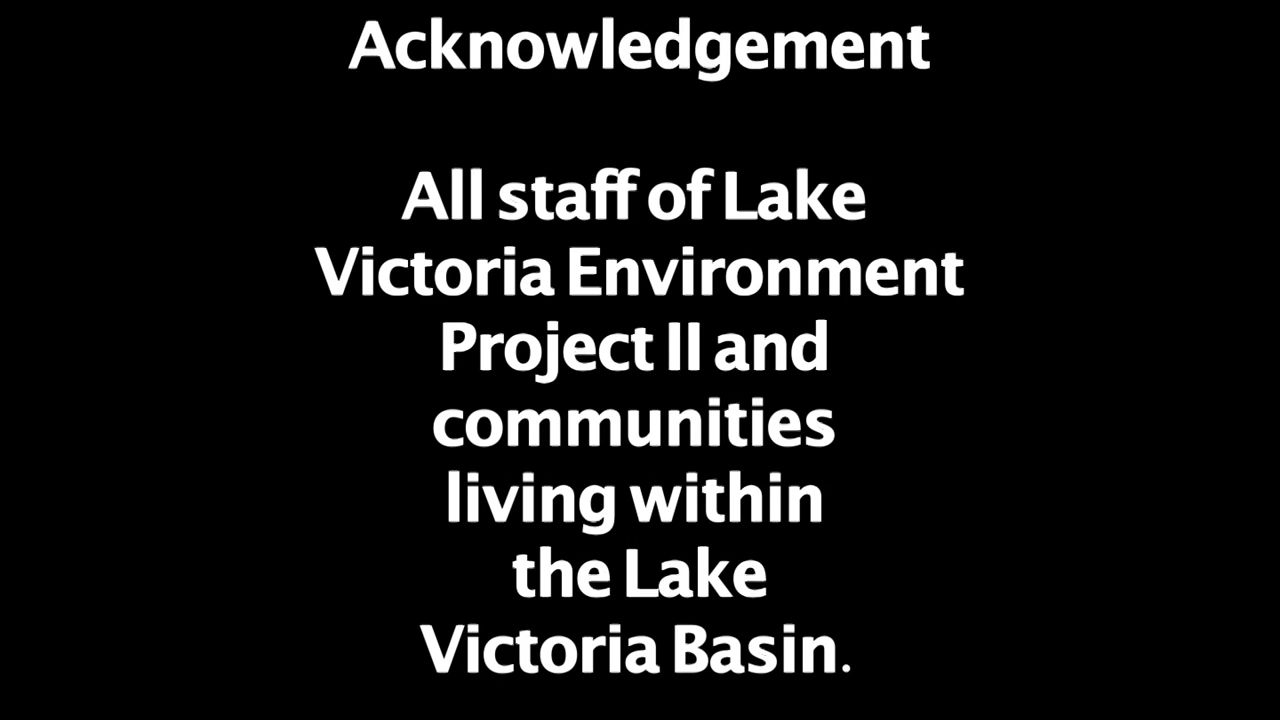 Acknowledgement
All staff of Lake
Victoria Environment
Project II and
communities
living within
the Lake
Victoria Basin.